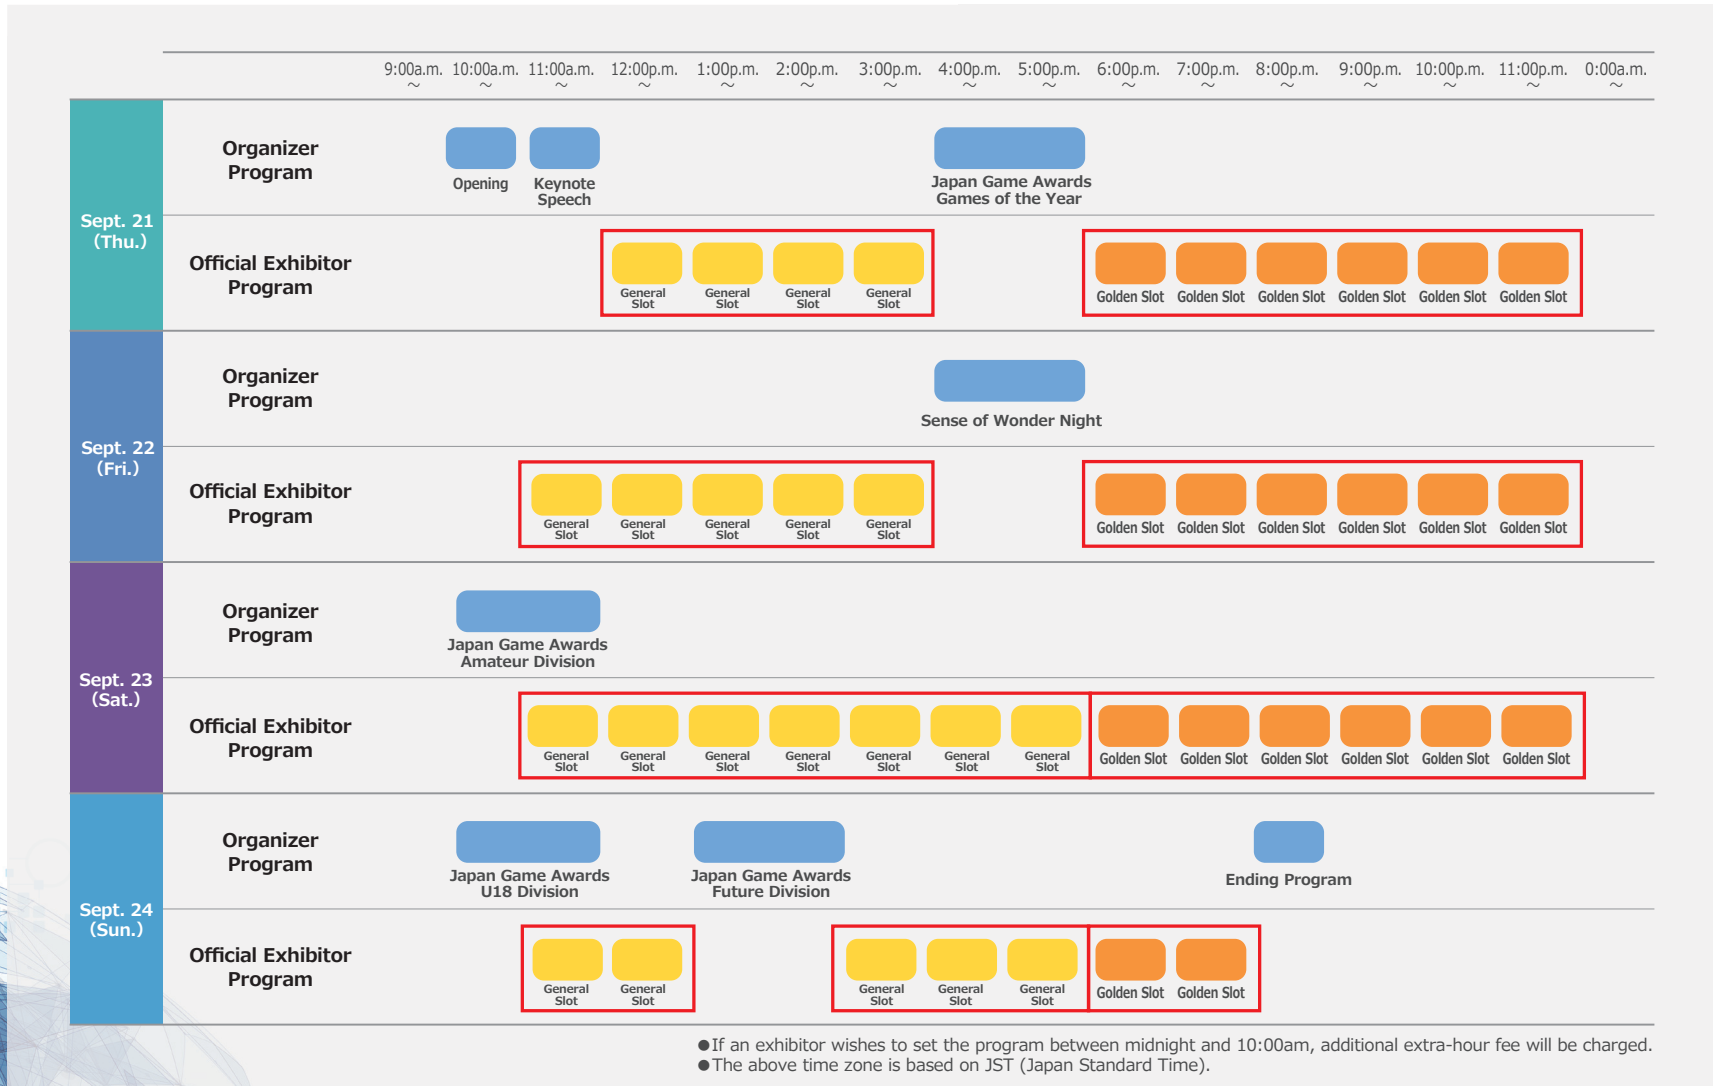 9:00a.m. 10:00a.m. 11:00a.m. 12:00p.m. 1:00p.m. 2:00p.m. 3:00p.m. 4:00p.m. 5:00p.m. 6:00p.m. 7:00p.m. 8:00p.m. 9:00p.m. 10:00p.m. 11:00p.m. 0:00a.m.
～ ～ ～ ～ ～ ～ ～ ～ ～ ～ ～ ～ ～ ～ ～ ～
Sept. 21
(Thu.)
Organizer
Program
Opening
Keynote
Speech
Japan Game Awards
Games of the Year
Official Exhibitor
Program
General
Slot
General
Slot
General
Slot
General
Slot
Golden Slot Golden Slot Golden Slot Golden Slot Golden Slot Golden Slot
Sept. 22
(Fri.)
Organizer
Program
Sense of Wonder Night
Official Exhibitor
Program
General
Slot
General
Slot
General
Slot
General
Slot
General
Slot
Golden Slot Golden Slot Golden Slot Golden Slot Golden Slot Golden Slot
Sept. 23
(Sat.)
Organizer
Program
Japan Game Awards
Amateur Division
Official Exhibitor
Program
General
Slot
General
Slot
General
Slot
General
Slot
General
Slot
General
Slot
General
Slot
Golden Slot Golden Slot Golden Slot Golden Slot Golden Slot Golden Slot
Sept. 24
(Sun.)
Organizer
Program
Japan Game Awards
U18 Division
Japan Game Awards
Future Division
Ending Program
Official Exhibitor
Program
General
Slot
General
Slot
General
Slot
General
Slot
General
Slot
Golden Slot Golden Slot
●If an exhibitor wishes to set the program between midnight and 10:00am, additional extra-hour fee will be charged.
●The above time zone is based on JST (Japan Standard Time).